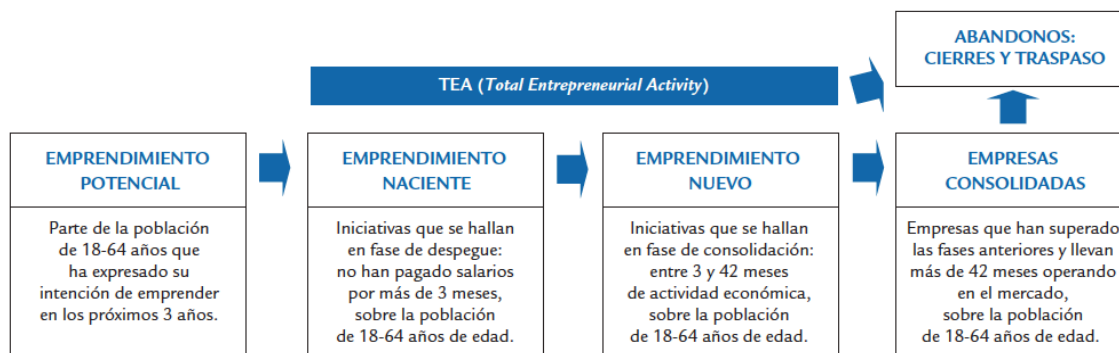 ABANDONOS:
CIERRES Y TRASPASO
TEA (Total Entrepreneurial Activity)
EMPRENDIMIENTO
POTENCIAL
Parte de la población
de 18-64 años que
ha expresado su
intención de emprender
en los próximos 3 años.
EMPRENDIMIENTO
NACIENTE
Iniciativas que se hallan
en fase de despegue:
no han pagado salarios
por más de 3 meses,
sobre la población
de 18-64 años de edad.
EMPRENDIMIENTO
NUEVO
Iniciativas que se hallan
en fase de consolidación:
entre 3 y 42 meses
de actividad económica,
sobre la población
de 18-64 años de edad.
EMPRESAS
CONSOLIDADAS
Empresas que han superado
las fases anteriores y llevan
más de 42 meses operando
en el mercado,
sobre la población
de 18-64 años de edad.